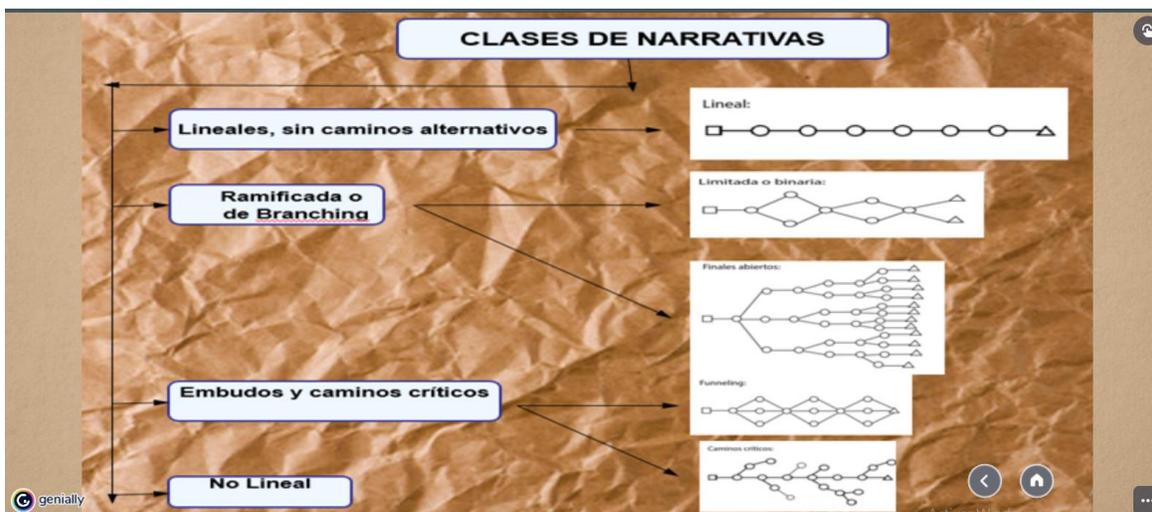 CLASES DE NARRATIVAS
Lineales, sin caminos alternativos
Lineal:
Ramificada o
de Branching
Limitada o binaria:
Finales abiertos:
Embudos y caminos críticos
Funneling:
Caminos críticos:
No Lineal
genially